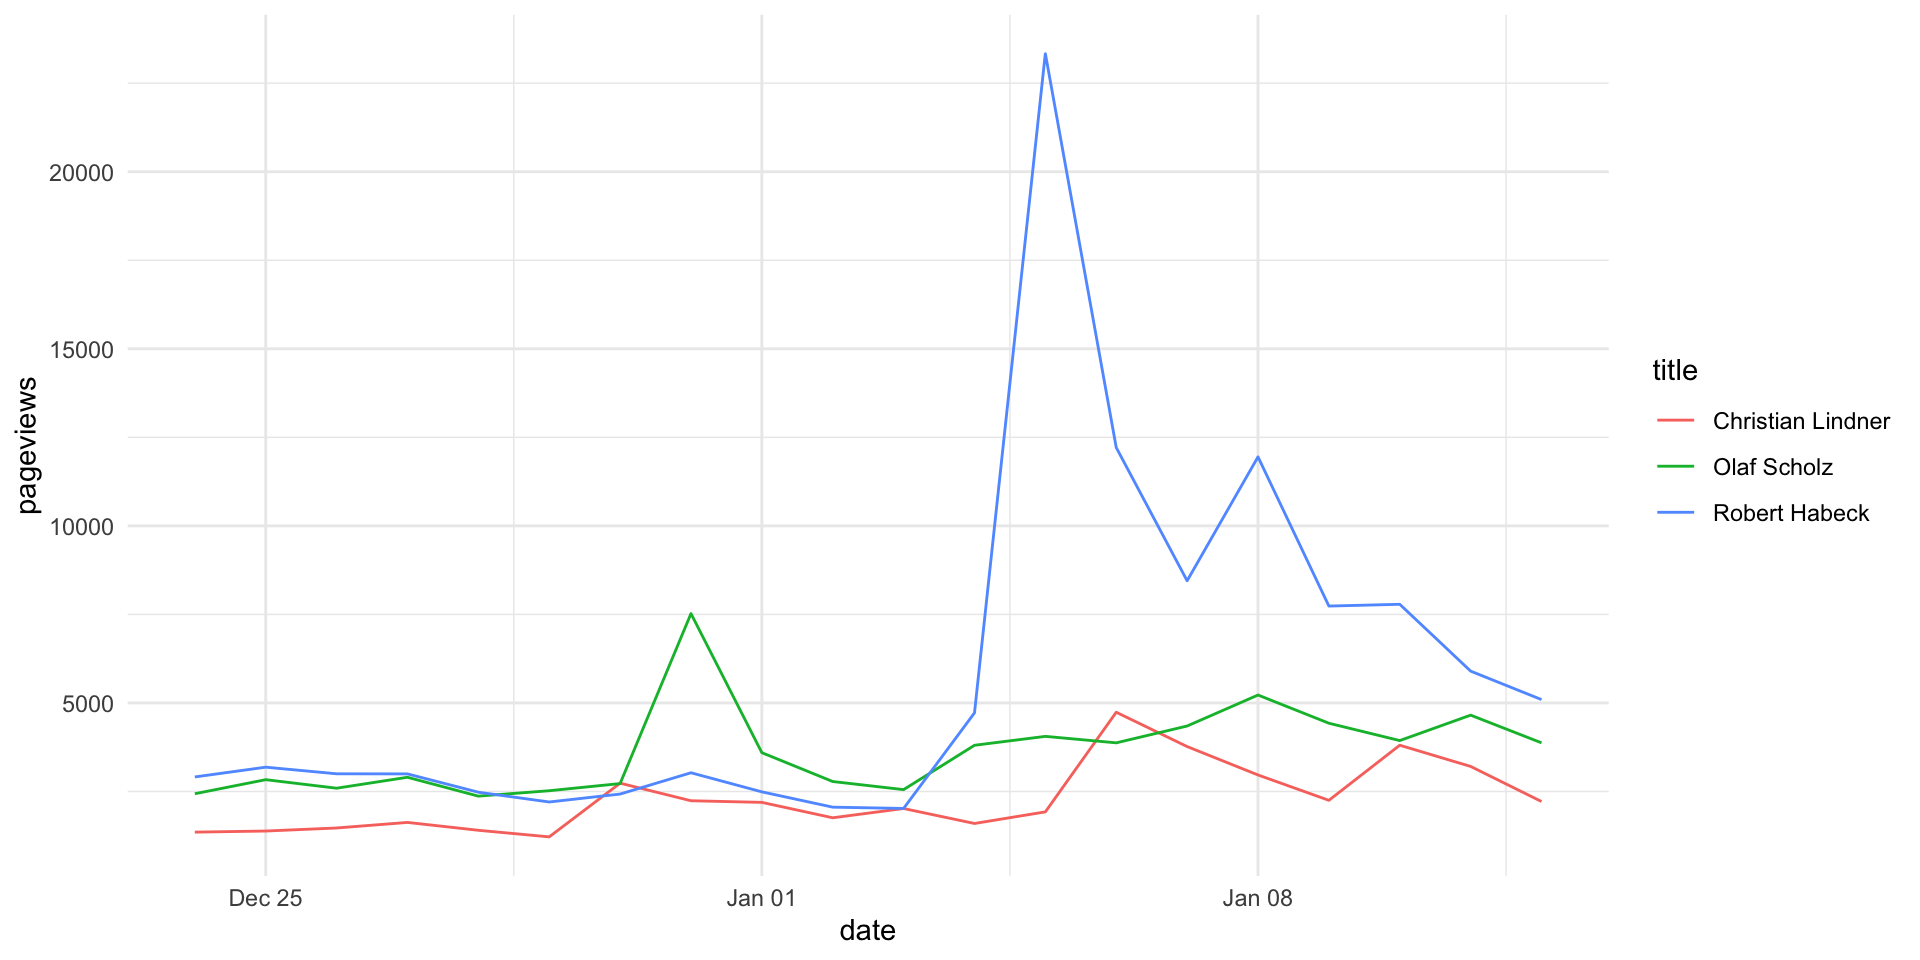 pageviews
20000
15000
10000
5000
Dec 25
Jan 01
Jan 08
date
title
Christian Lindner
Olaf Scholz
Robert Habeck